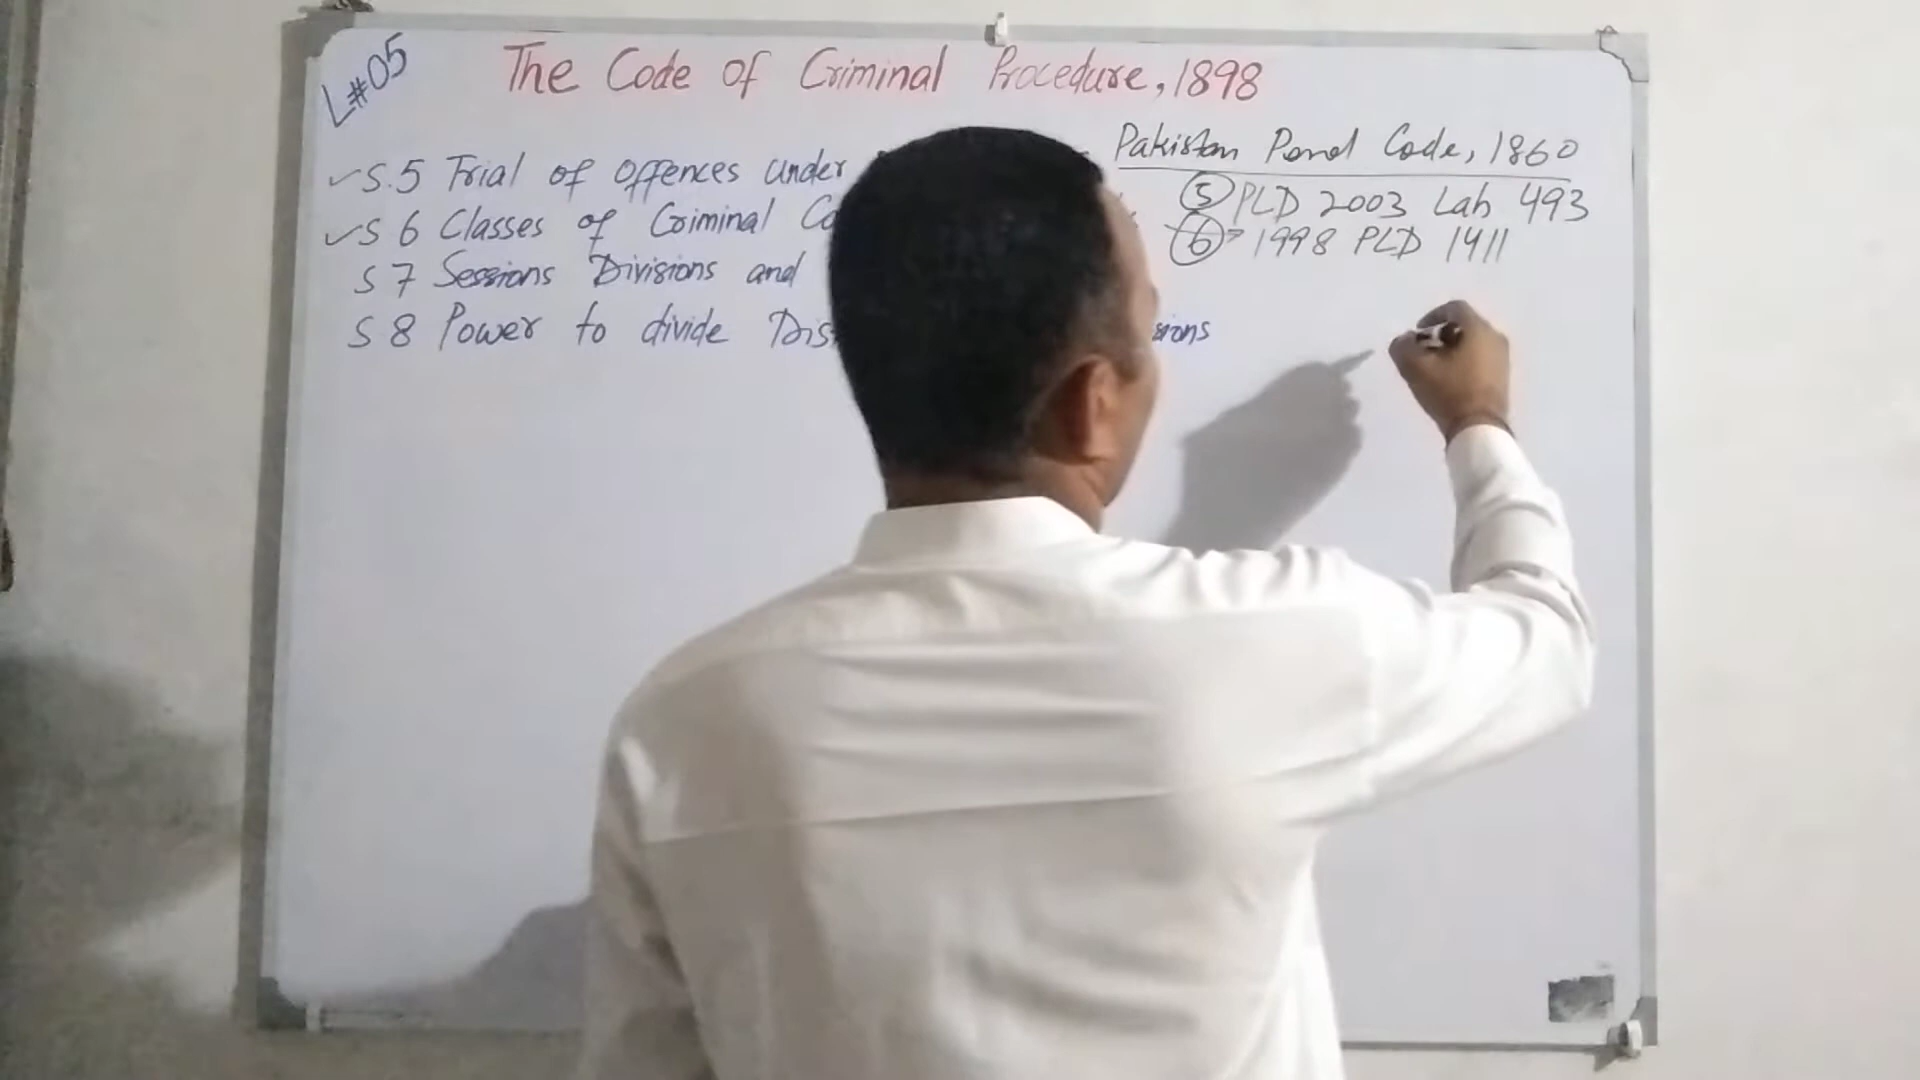 L#05
The Code of Criminal Procedure, 1898
Pakistan Penal Code, 1860
✓S.5 Trial of Offences Under
⑤ PLD 2003 Lah 493
✓S 6 Classes of Criminal Co
⑥ 1998 PLD 1411
S 7 Sessions Divisions and
S 8 Power to divide Dis sions